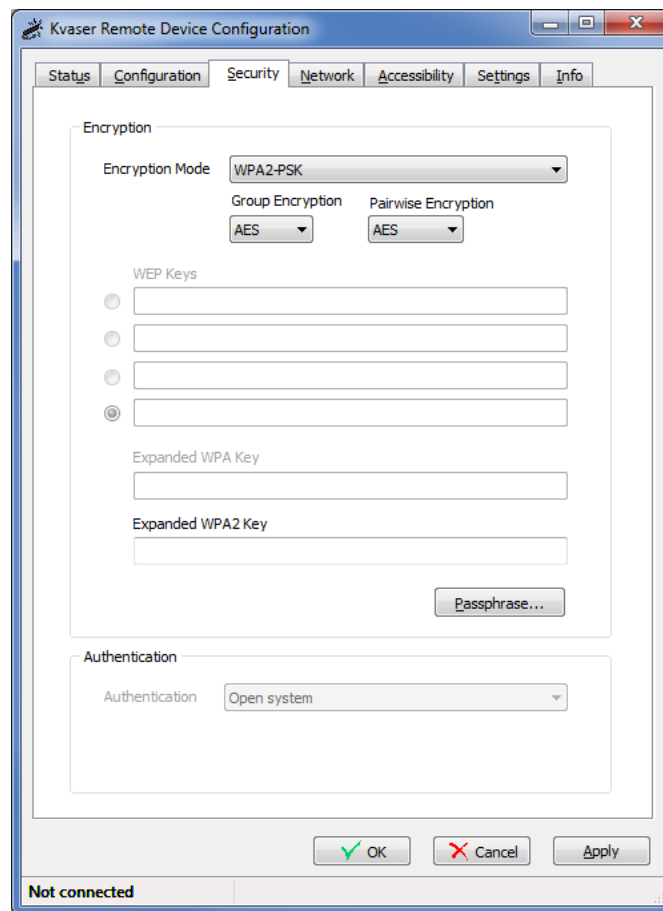 Kvaser Remote Device Configuration
Status Configuration Security Network Accessibility Settings Info
Encryption
Encryption Mode WPA2-PSK
Group Encryption Pairwise Encryption
AES AES
WEP Keys
Expanded WPA Key
Expanded WPA2 Key
Passphrase...
Authentication
Authentication Open system
OK Cancel Apply
Not connected